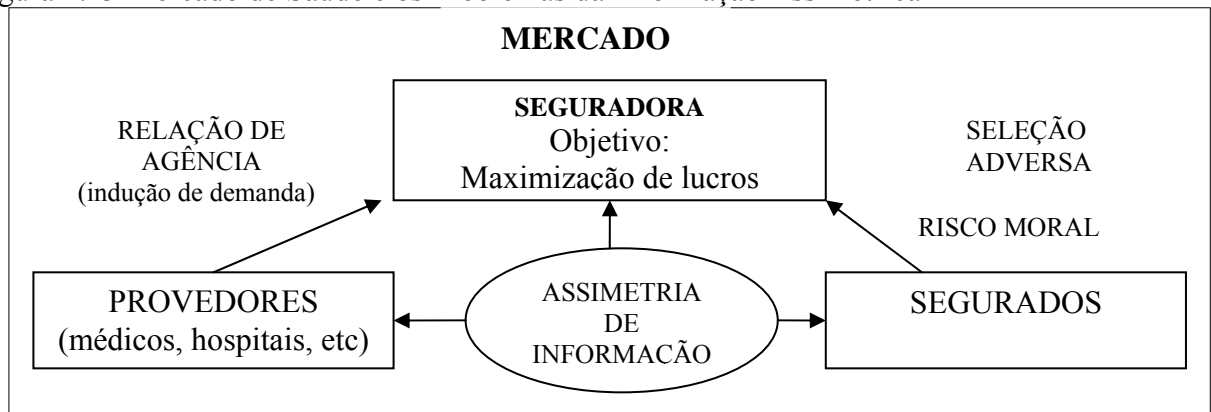 MERCADO
SEGURADORA
Objetivo:
Maximização de lucros
RELAÇÃO DE
AGÊNCIA
(indução de demanda)
SELEÇÃO
ADVERSA
RISCO MORAL
PROVEDORES
(médicos, hospitais, etc)
ASSIMETRIA
DE
INFORMACÃO
SEGURADOS